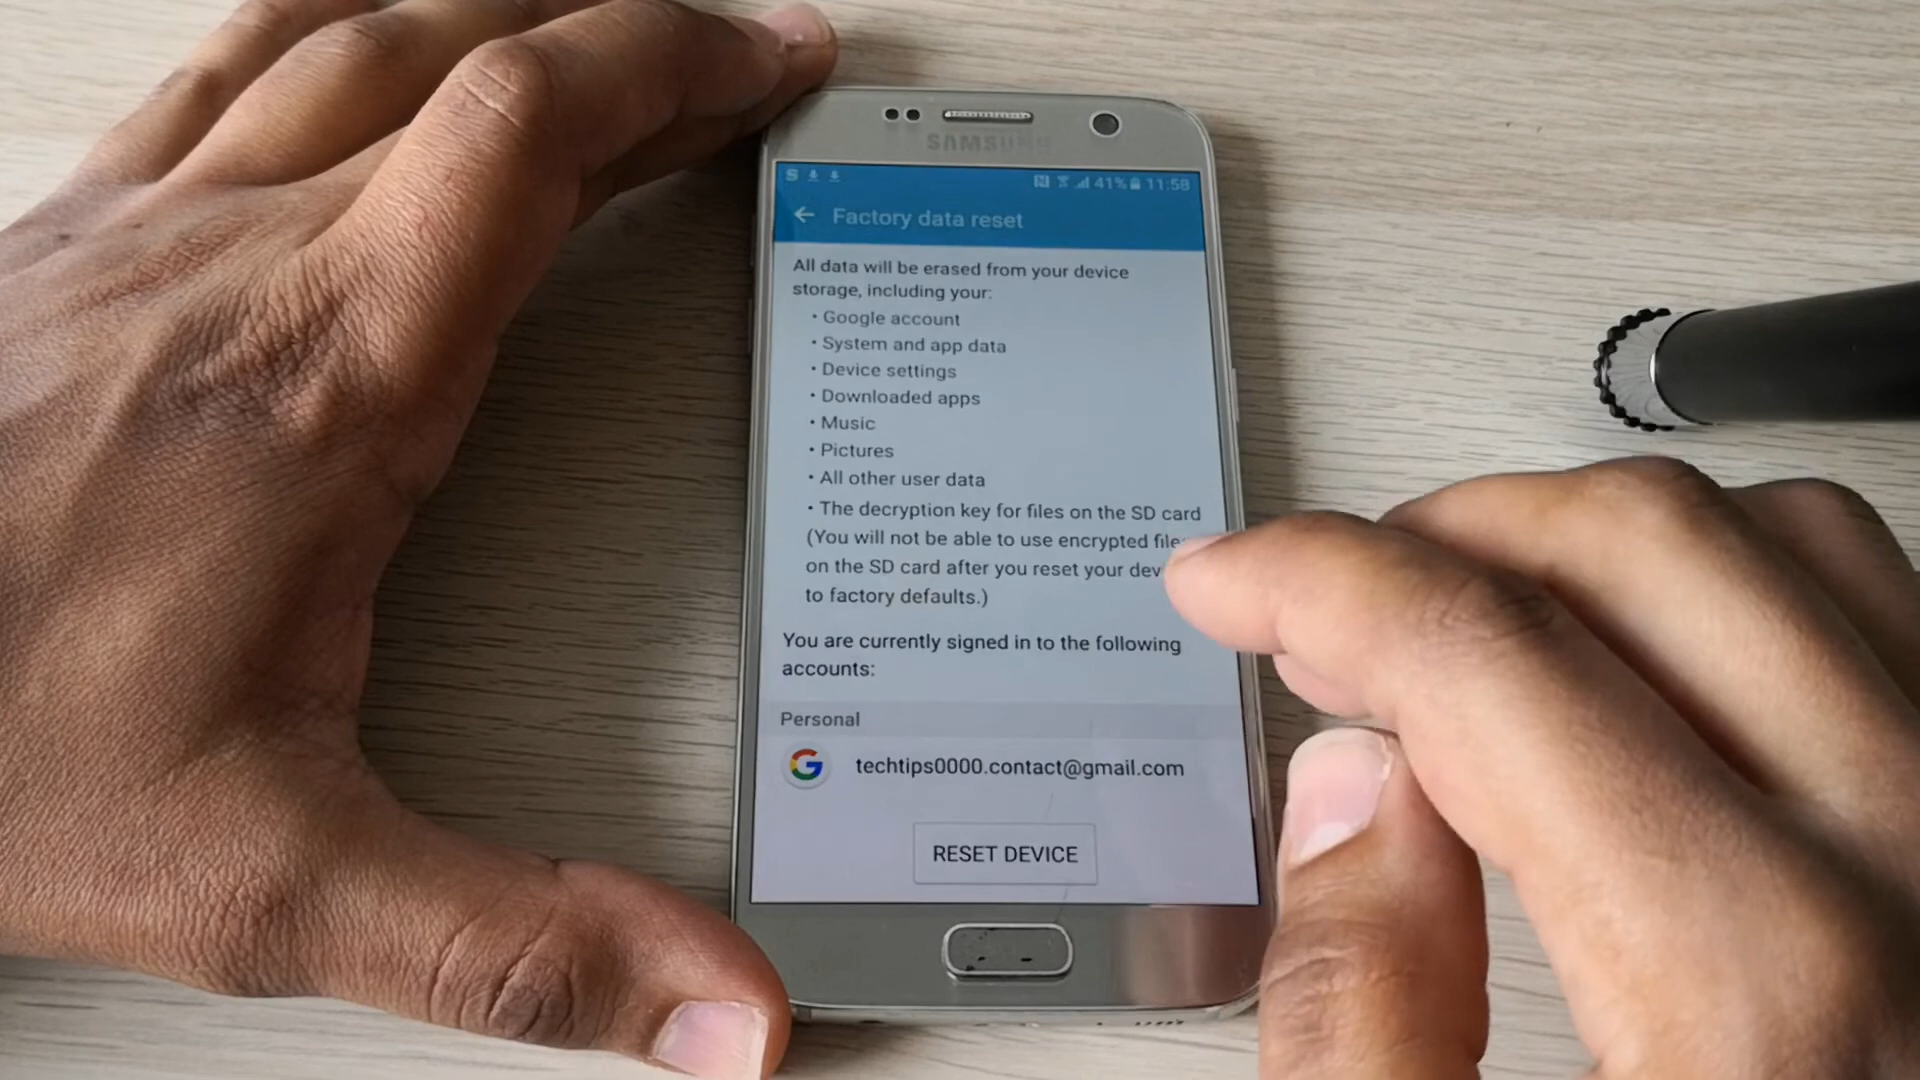 SAMSUNG
41% 11:58
Factory data reset
All data will be erased from your device
storage, including your:
• Google account
• System and app data
• Device settings
• Downloaded apps
• Music
• Pictures
• All other user data
• The decryption key for files on the SD card
(You will not be able to use encrypted
on the SD card after you reset your
to factory defaults.)
You are currently signed in to the following
accounts:
Personal
techtips0000.contact@gmail.com
RESET DEVICE